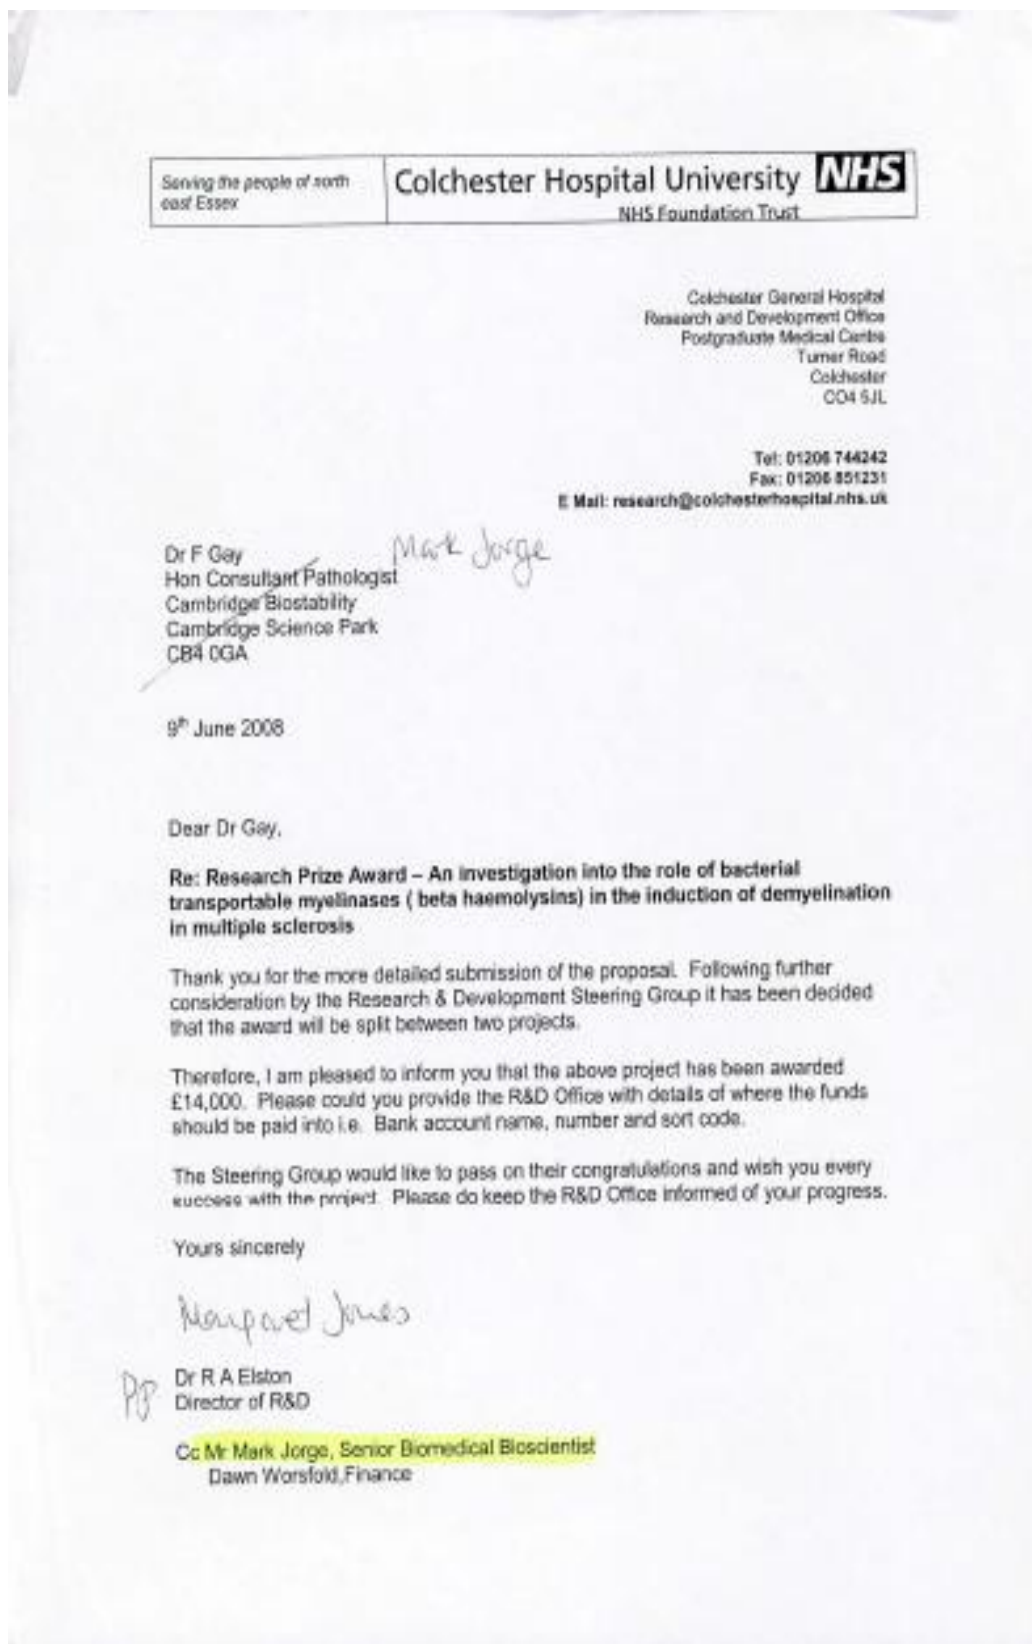 Serving the people of north
east Essex
Colchester Hospital University NHS
NHS Foundation Trust
Colchester General Hospital
Research and Development Office
Postgraduate Medical Centre
Turner Road
Colchester
CO4 5JL
Tel: 01206 744242
Fax: 01206 851231
E Mail: research@colchesterhospital.nhs.uk
Mark Jorge
Dr F Gay
Hon Consultant Pathologist
Cambridge Biostability
Cambridge Science Park
CB4 0GA
9th June 2008
Dear Dr Gay,
Re: Research Prize Award – An investigation into the role of bacterial
transportable myelinases ( beta haemolysins) in the induction of demyelination
in multiple sclerosis
Thank you for the more detailed submission of the proposal. Following further
consideration by the Research & Development Steering Group it has been decided
that the award will be split between two projects.
Therefore, I am pleased to inform you that the above project has been awarded
£14,000. Please could you provide the R&D Office with details of where the funds
should be paid into i.e. Bank account name, number and sort code.
The Steering Group would like to pass on their congratulations and wish you every
success with the project. Please do keep the R&D Office informed of your progress.
Yours sincerely
Margaret Jones
PP Dr R A Elston
Director of R&D
Cc Mr Mark Jorge, Senior Biomedical Bioscientist
Dawn Worsfold,Finance